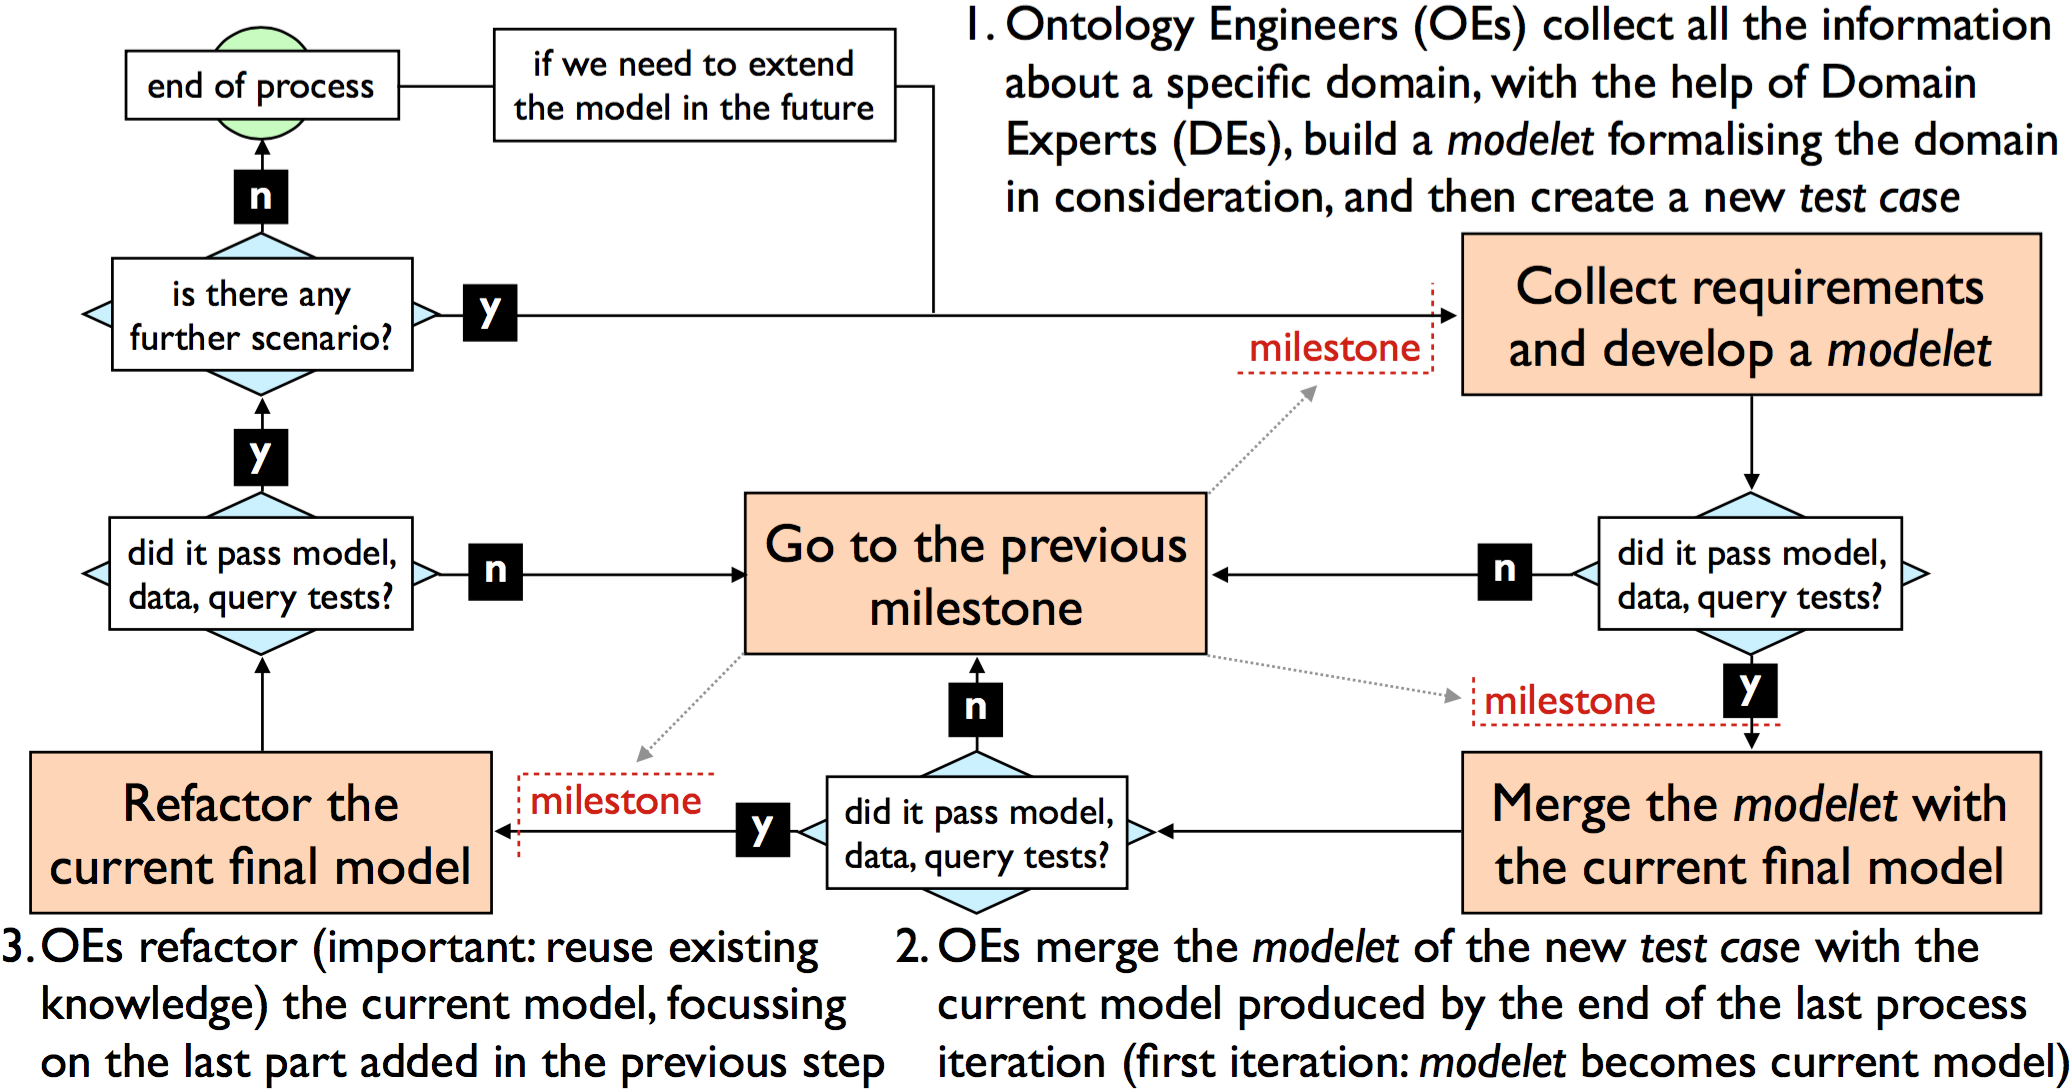 end of process
if we need to extend
the model in the future
1. Ontology Engineers (OEs) collect all the information
about a specific domain, with the help of Domain
Experts (DEs), build a modelet formalising the domain
in consideration, and then create a new test case
n
is there any
further scenario?
y
milestone
Collect requirements
and develop a modelet
y
did it pass model,
data, query tests?
n
Go to the previous
milestone
n
did it pass model,
data, query tests?
n
milestone
y
Refactor the
current final model
milestone
y
did it pass model,
data, query tests?
Merge the modelet with
the current final model
3. OEs refactor (important: reuse existing
knowledge) the current model, focussing
on the last part added in the previous step
2. OEs merge the modelet of the new test case with the
current model produced by the end of the last process
iteration (first iteration: modelet becomes current model)